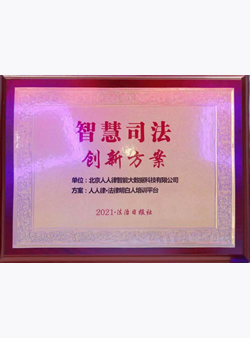 智慧司法
创新方案
单位：北京人人律智能大数据科技有限公司
方案：人人律•法律明白人培训平台
2021·法治日报社